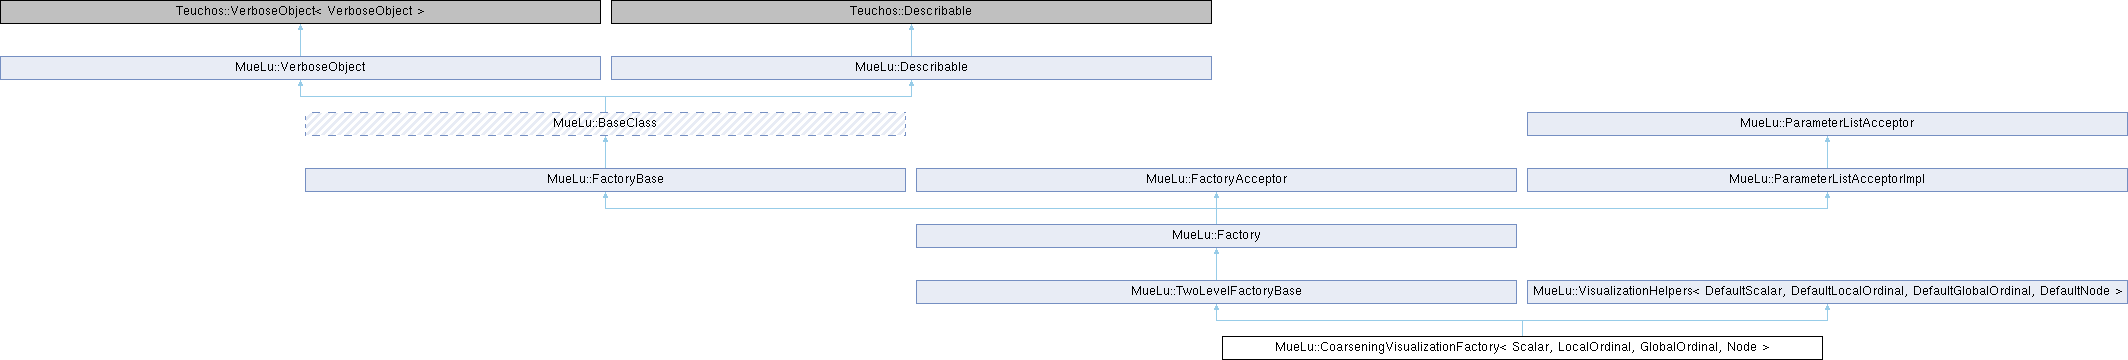 Teuchos::VerboseObject< VerboseObject >
Teuchos::Describable
MueLu::VerboseObject
MueLu::Describable
MueLu::BaseClass
MueLu::ParameterListAcceptor
MueLu::FactoryBase
MueLu::FactoryAcceptor
MueLu::ParameterListAcceptorImpl
MueLu::Factory
MueLu::TwoLevelFactoryBase
MueLu::VisualizationHelpers< DefaultScalar, DefaultLocalOrdinal, DefaultGlobalOrdinal, DefaultNode >
MueLu::CoarseningVisualizationFactory< Scalar, LocalOrdinal, GlobalOrdinal, Node >